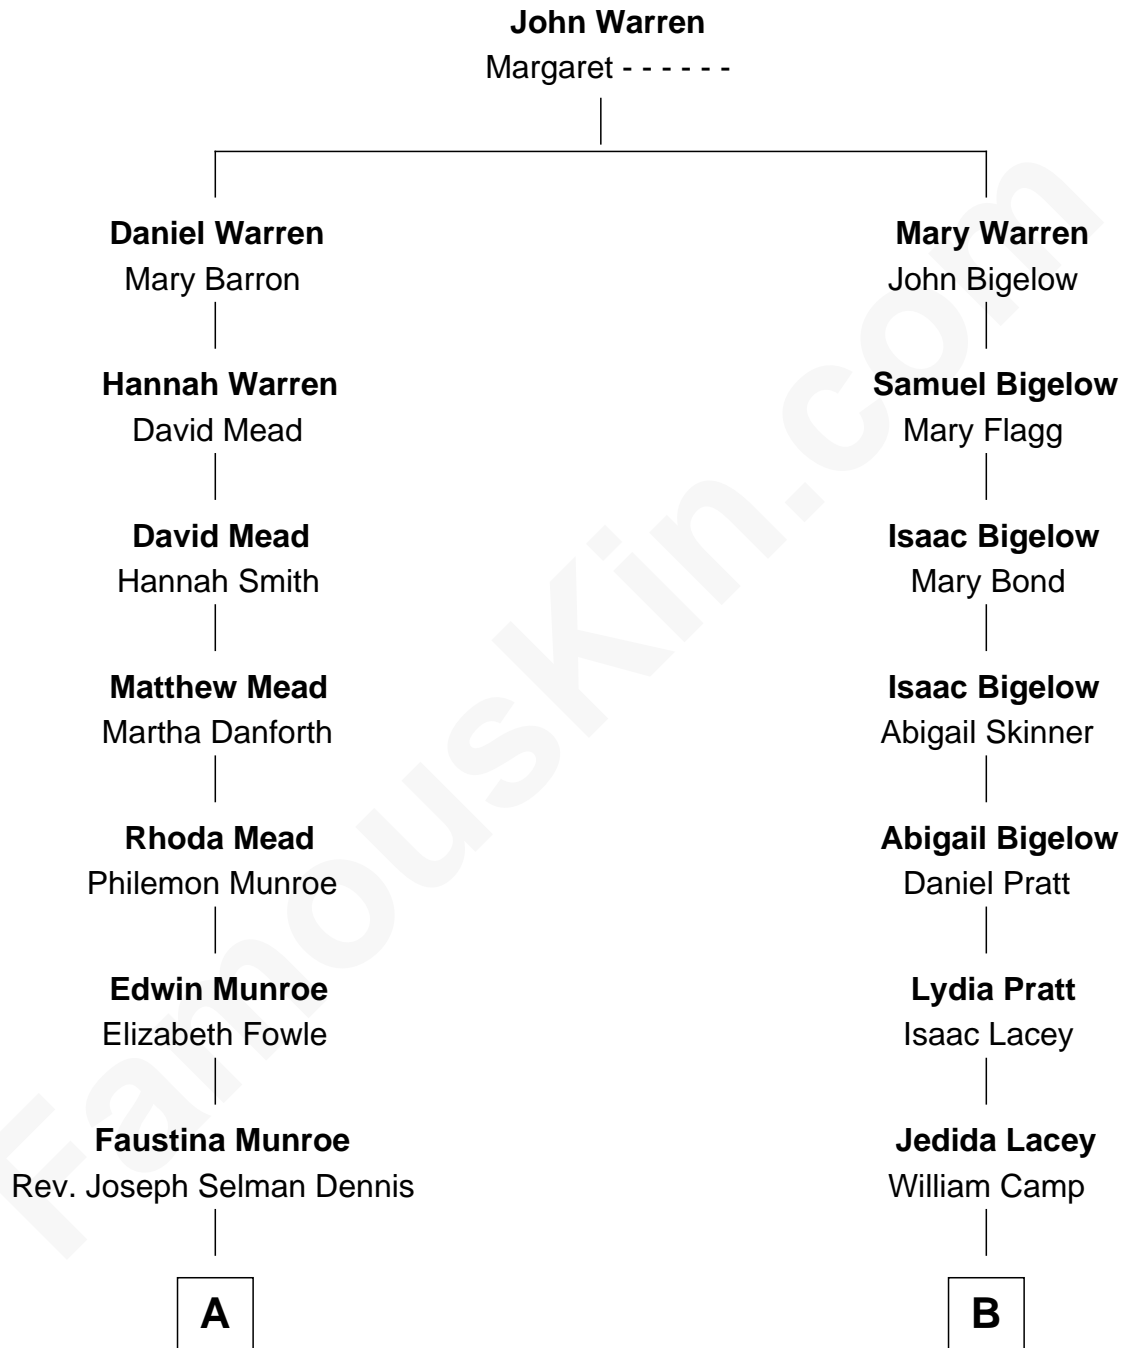 John Warren
Margaret - - - - - -
Daniel Warren
Mary Barron
Mary Warren
John Bigelow
Hannah Warren
David Mead
Samuel Bigelow
Mary Flagg
David Mead
Hannah Smith
Isaac Bigelow
Mary Bond
Matthew Mead
Martha Danforth
Isaac Bigelow
Abigail Skinner
Rhoda Mead
Philemon Munroe
Abigail Bigelow
Daniel Pratt
Edwin Munroe
Elizabeth Fowle
Lydia Pratt
Isaac Lacey
Faustina Munroe
Rev. Joseph Selman Dennis
Jedida Lacey
William Camp
A
B
FamousKin.com